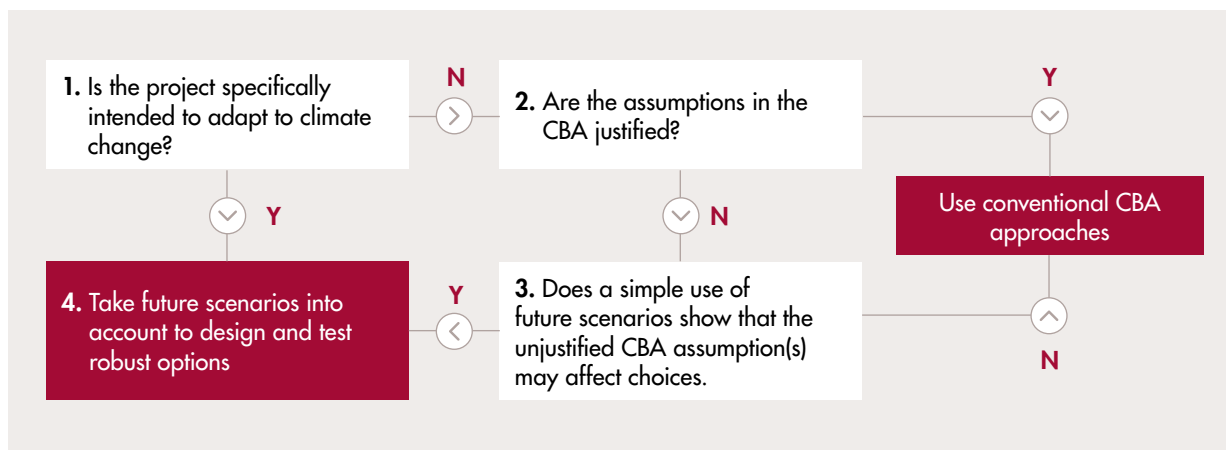 1. Is the project specifically
intended to adapt to climate
change?
N
2. Are the assumptions in the
CBA justified?
Y
Y
N
Use conventional CBA
approaches
4. Take future scenarios into
account to design and test
robust options
Y
3. Does a simple use of
future scenarios show that the
unjustified CBA assumption(s)
may affect choices.
N